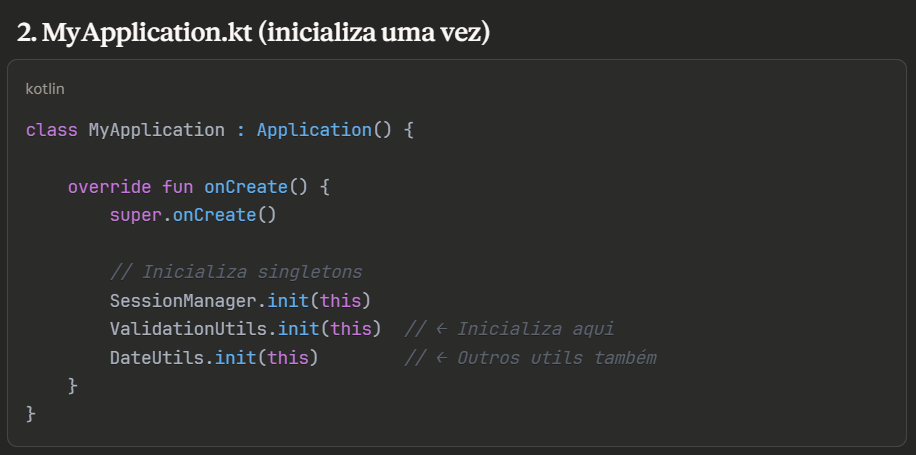 2. MyApplication.kt (inicializa uma vez)
kotlin
class MyApplication : Application() {
override fun onCreate() {
super.onCreate()
// Inicializa singletons
SessionManager.init(this)
ValidationUtils.init(this) // ← Inicializa aqui
DateUtils.init(this) // ← Outros utils também
}
}